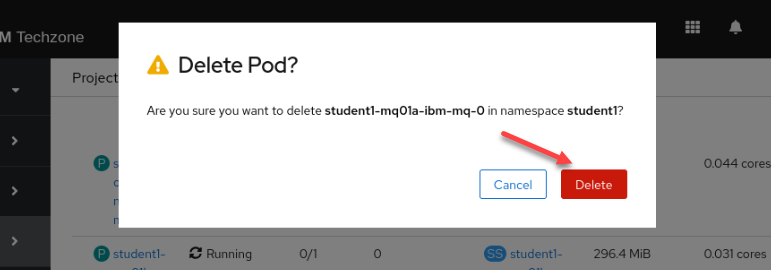 M Techzone
Delete Pod?
Project
Are you sure you want to delete student1-mq01a-ibm-mq-0 in namespace student1?
P s
0.044 cores
n
Cancel
Delete
P student1-
Running
0/1
0
SS student1-
296.4 MiB
0.031 cores